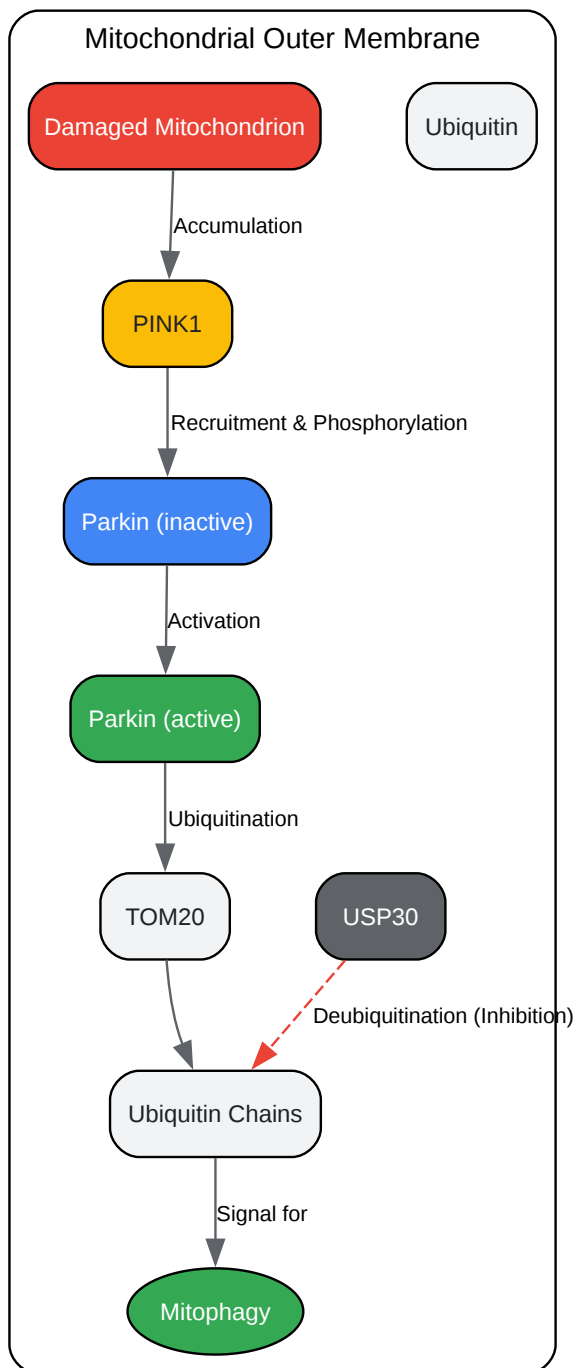 Mitochondrial Outer Membrane
Damaged Mitochondrion
Ubiquitin
Accumulation
PINK1
Recruitment & Phosphorylation
Parkin (inactive)
Activation
Parkin (active)
Ubiquitination
TOM20
USP30
Deubiquitination (Inhibition)
Ubiquitin Chains
Signal for
Mitophagy